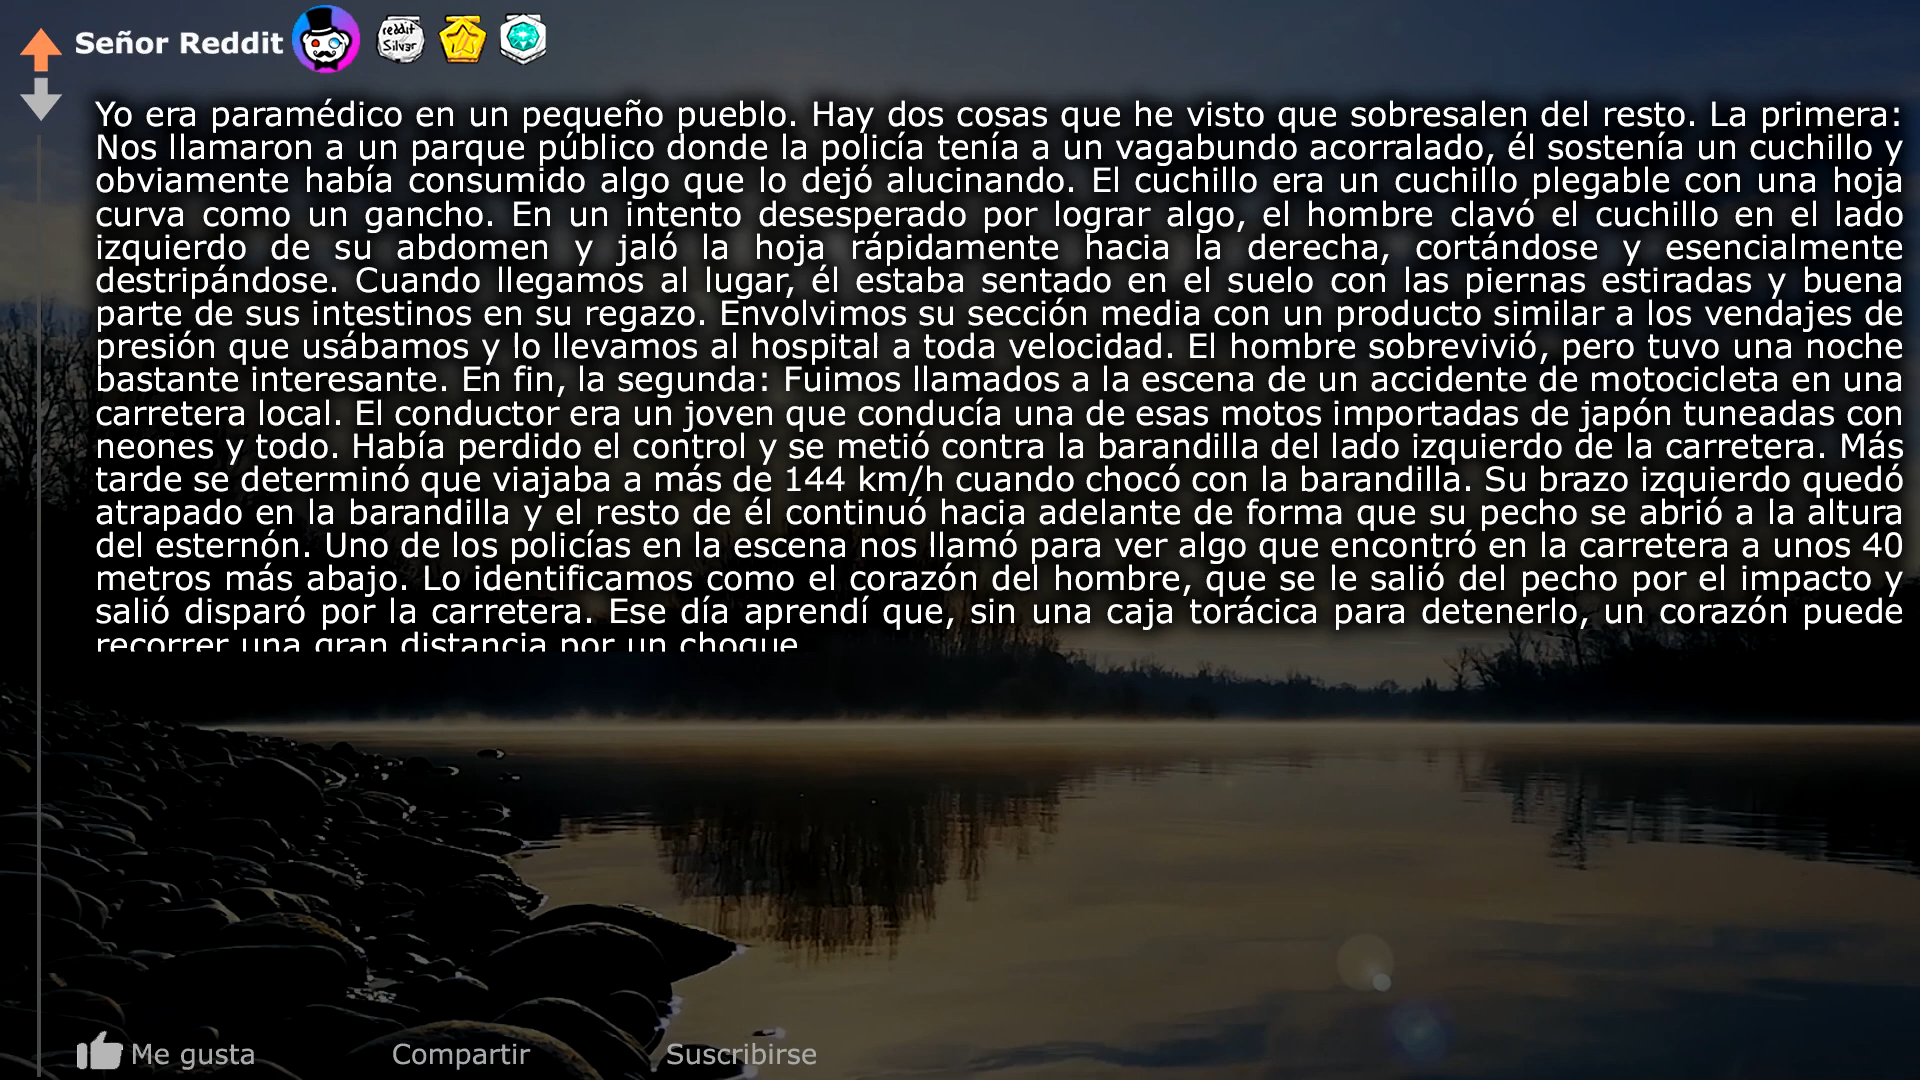 Señor Reddit
reddit
Silver
Yo era paramédico en un pequeño pueblo. Hay dos cosas que he visto que sobresalen del resto. La primera:
Nos llamaron a un parque público donde la policía tenía a un vagabundo acorralado, él sostenía un cuchillo y
obviamente había consumido algo que lo dejó alucinando. El cuchillo era un cuchillo plegable con una hoja
curva como un gancho. En un intento desesperado por lograr algo, el hombre clavó el cuchillo en el lado
izquierdo de su abdomen y jaló la hoja rápidamente hacia la derecha, cortándose y esencialmente
destripándose. Cuando llegamos al lugar, él estaba sentado en el suelo con las piernas estiradas y buena
parte de sus intestinos en su regazo. Envolvimos su sección media con un producto similar a los vendajes de
presión que usábamos y lo llevamos al hospital a toda velocidad. El hombre sobrevivió, pero tuvo una noche
bastante interesante. En fin, la segunda: Fuimos llamados a la escena de un accidente de motocicleta en una
carretera local. El conductor era un joven que conducía una de esas motos importadas de japón tuneadas con
neones y todo. Había perdido el control y se metió contra la barandilla del lado izquierdo de la carretera. Más
tarde se determinó que viajaba a más de 144 km/h cuando chocó con la barandilla. Su brazo izquierdo quedó
atrapado en la barandilla y el resto de él continuó hacia adelante de forma que su pecho se abrió a la altura
del esternón. Uno de los policías en la escena nos llamó para ver algo que encontró en la carretera a unos 40
metros más abajo. Lo identificamos como el corazón del hombre, que se le salió del pecho por el impacto y
salió disparó por la carretera. Ese día aprendí que, sin una caja torácica para detenerlo, un corazón puede
recorrer una gran distancia por un choque
Me gusta
Compartir
Suscribirse